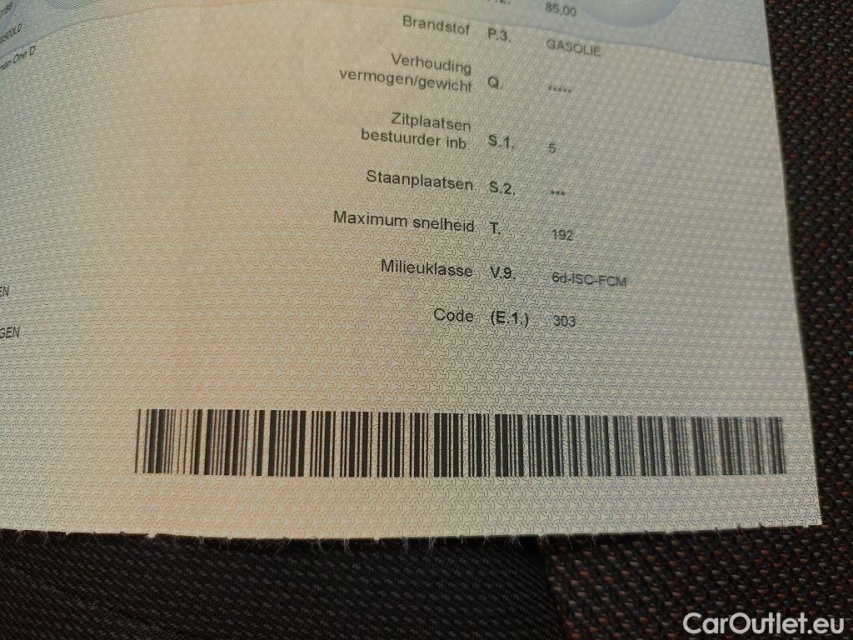 85,00
Brandstof P.3. GASOLIE
Verhouding
vermogen/gewicht Q. *****
Zitplaatsen
bestuurder inb. S.1. 5
Staanplaatsen S.2. ***
Maximum snelheid T. 192
Milieuklasse V.9. 6d-ISC-FCM
Code (E.1.) 303
CarOutlet.eu